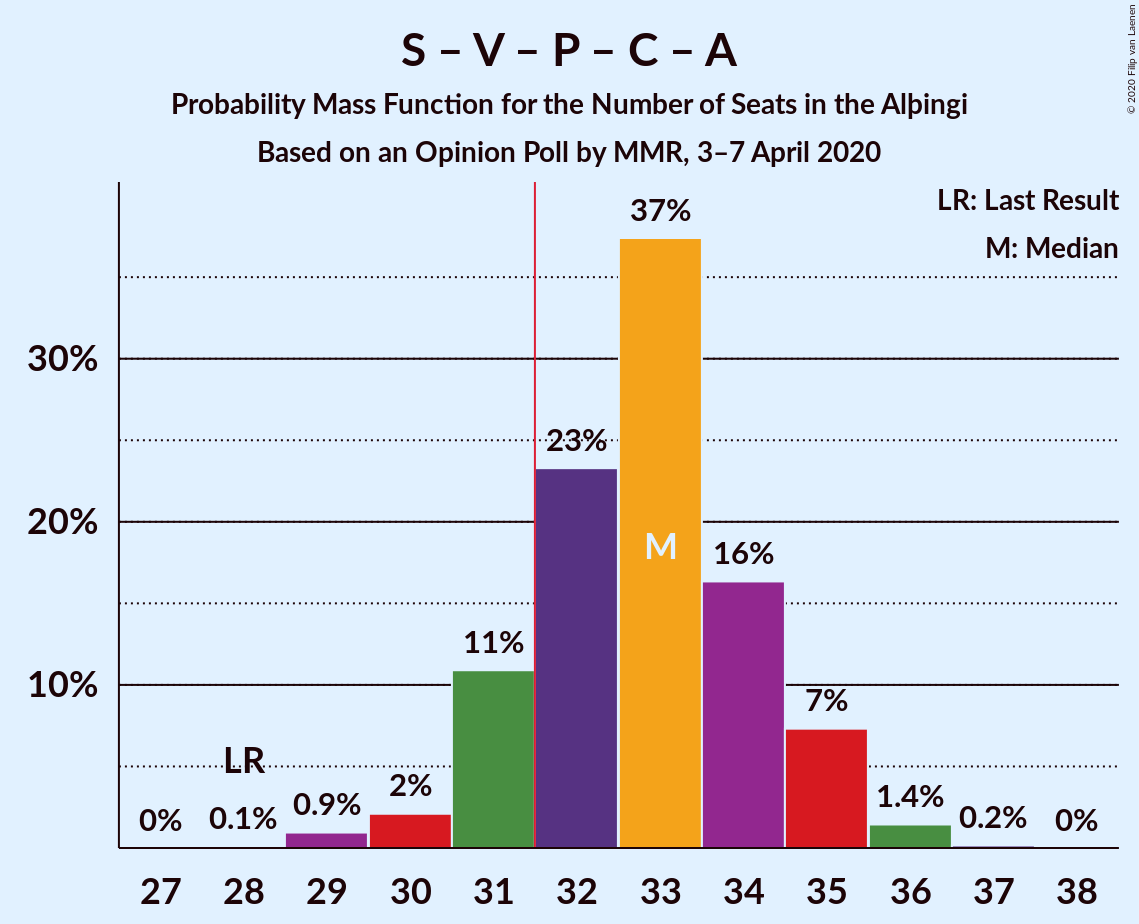 S – V – P – C – A
Probability Mass Function for the Number of Seats in the Alþingi
Based on an Opinion Poll by MMR, 3–7 April 2020
© 2020 Filip van Laenen
LR: Last Result
M: Median
37%
30%
23%
20%
M
16%
11%
10%
7%
LR
2%
1.4%
0.9%
0.2%
0.1%
0%
0%
27 28 29 30 31 32 33 34 35 36 37 38